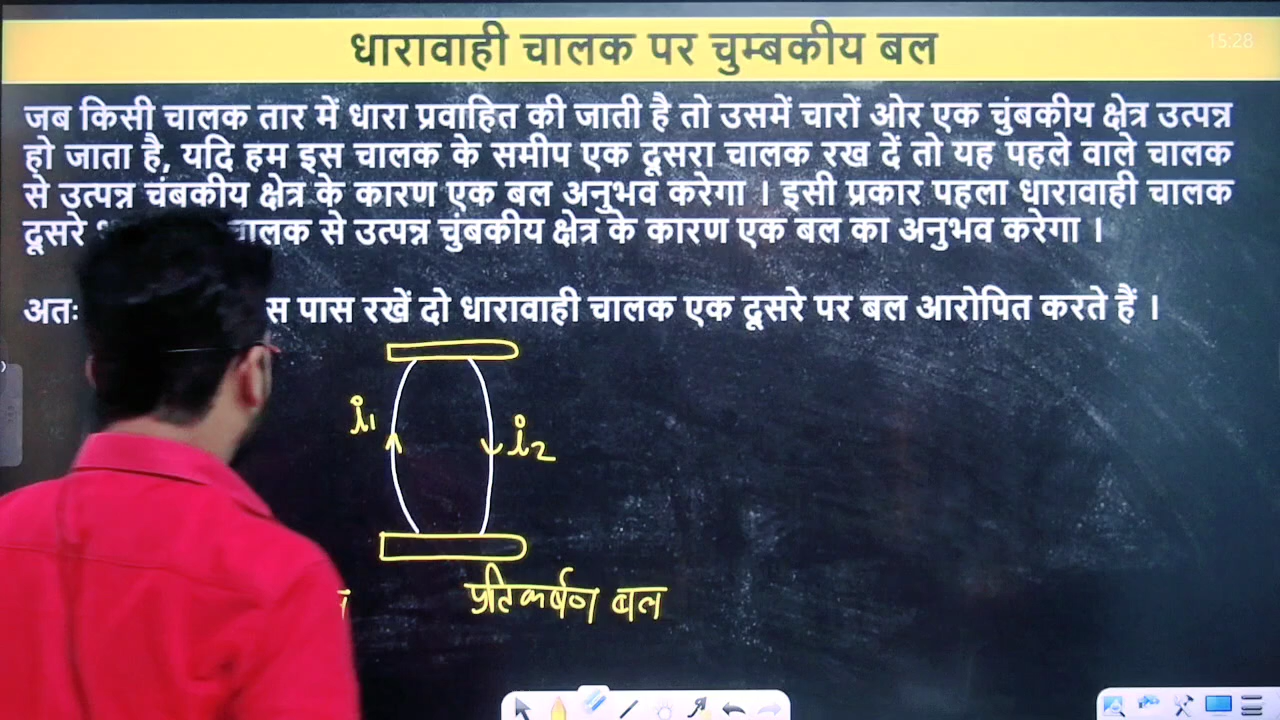 धारावाही चालक पर चुम्बकीय बल
15:28
जब किसी चालक तार में धारा प्रवाहित की जाती है तो उसमें चारों ओर एक चुंबकीय क्षेत्र उत्पन्न
हो जाता है, यदि हम इस चालक के समीप एक दूसरा चालक रख दें तो यह पहले वाले चालक
से उत्पन्न चंबकीय क्षेत्र के कारण एक बल अनुभव करेगा । इसी प्रकार पहला धारावाही चालक
दूसरे चालक से उत्पन्न चुंबकीय क्षेत्र के कारण एक बल का अनुभव करेगा ।
अतः पास रखें दो धारावाही चालक एक दूसरे पर बल आरोपित करते हैं ।
i1
i2
प्रतिकर्षण बल